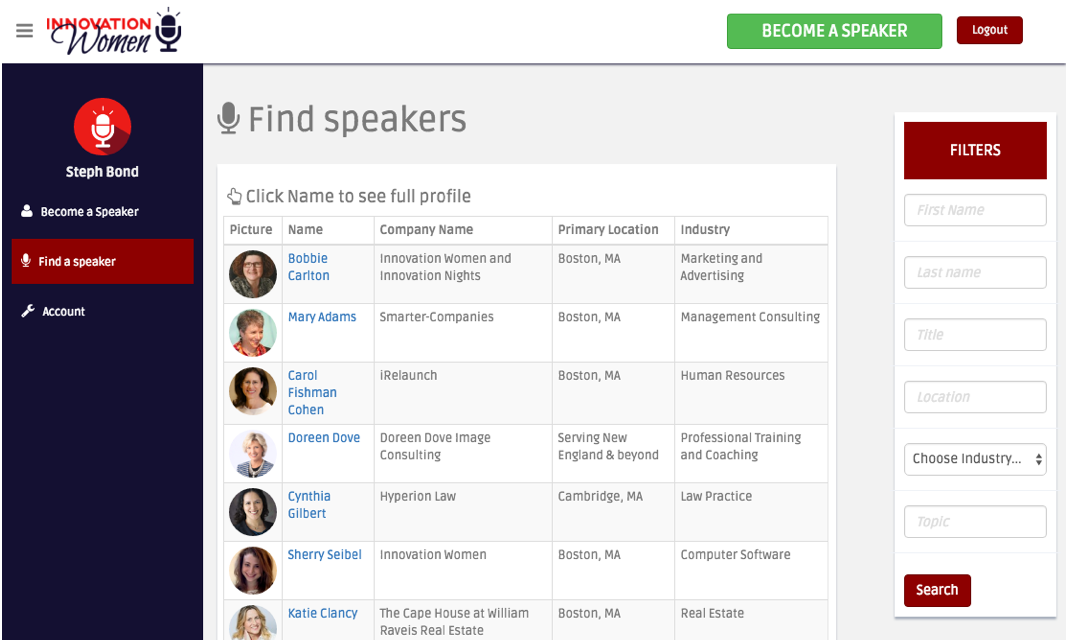 INNOVATION
Women
BECOME A SPEAKER
Logout
Steph Bond
Become a Speaker
Find a speaker
Account
Find speakers
Click Name to see full profile
Picture Name Company Name Primary Location Industry
Bobbie Carlton Innovation Women and Innovation Nights Boston, MA Marketing and Advertising
Mary Adams Smarter-Companies Boston, MA Management Consulting
Carol Fishman Cohen iRelaunch Boston, MA Human Resources
Doreen Dove Doreen Dove Image Consulting Serving New England & beyond Professional Training and Coaching
Cynthia Gilbert Hyperion Law Cambridge, MA Law Practice
Sherry Seibel Innovation Women Boston, MA Computer Software
Katie Clancy The Cape House at William Raveis Real Estate Boston, MA Real Estate
FILTERS
First Name
Last name
Title
Location
Choose Industry...
Topic
Search